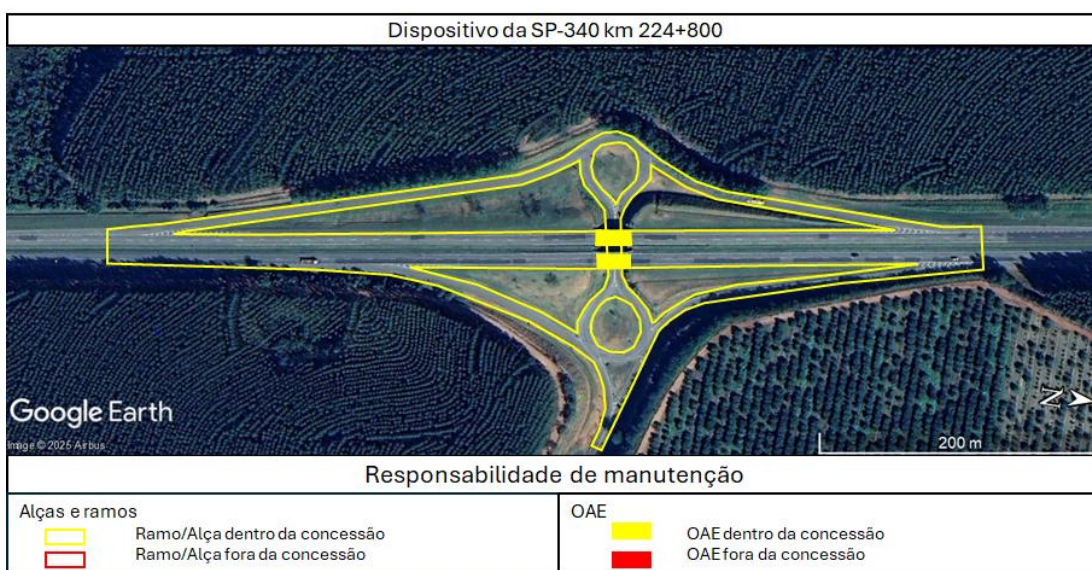 Dispositivo da SP-340 km 224+800
Google Earth
Image © 2025 Airbus
N
200 m
Responsabilidade de manutenção
Alças e ramos
Ramo/Alça dentro da concessão
Ramo/Alça fora da concessão
OAE
OAE dentro da concessão
OAE fora da concessão